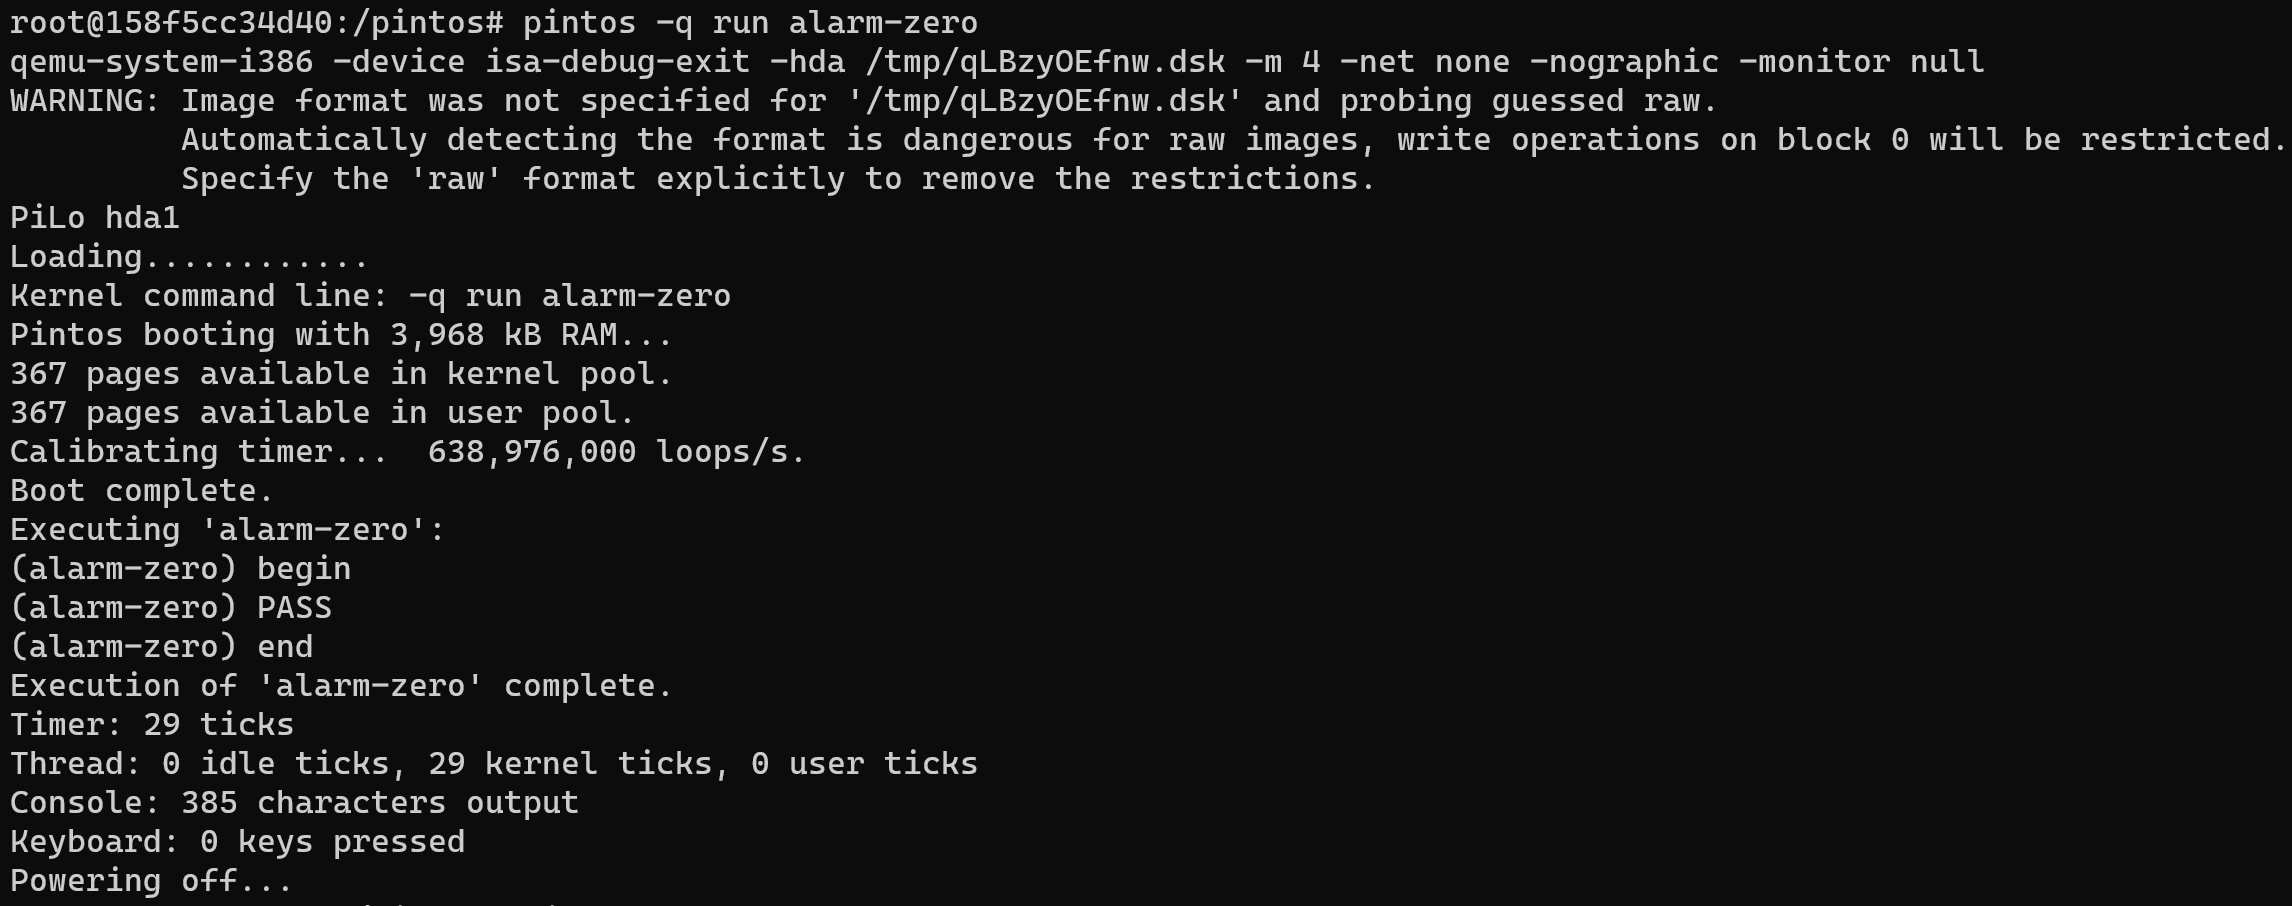 root@158f5cc34d40:/pintos# pintos -q run alarm-zero
qemu-system-i386 -device isa-debug-exit -hda /tmp/qLBzyOEfnw.dsk -m 4 -net none -nographic -monitor null
WARNING: Image format was not specified for '/tmp/qLBzyOEfnw.dsk' and probing guessed raw.
         Automatically detecting the format is dangerous for raw images, write operations on block 0 will be restricted.
         Specify the 'raw' format explicitly to remove the restrictions.
PiLo hda1
Loading............
Kernel command line: -q run alarm-zero
Pintos booting with 3,968 kB RAM...
367 pages available in kernel pool.
367 pages available in user pool.
Calibrating timer...  638,976,000 loops/s.
Boot complete.
Executing 'alarm-zero':
(alarm-zero) begin
(alarm-zero) PASS
(alarm-zero) end
Execution of 'alarm-zero' complete.
Timer: 29 ticks
Thread: 0 idle ticks, 29 kernel ticks, 0 user ticks
Console: 385 characters output
Keyboard: 0 keys pressed
Powering off...